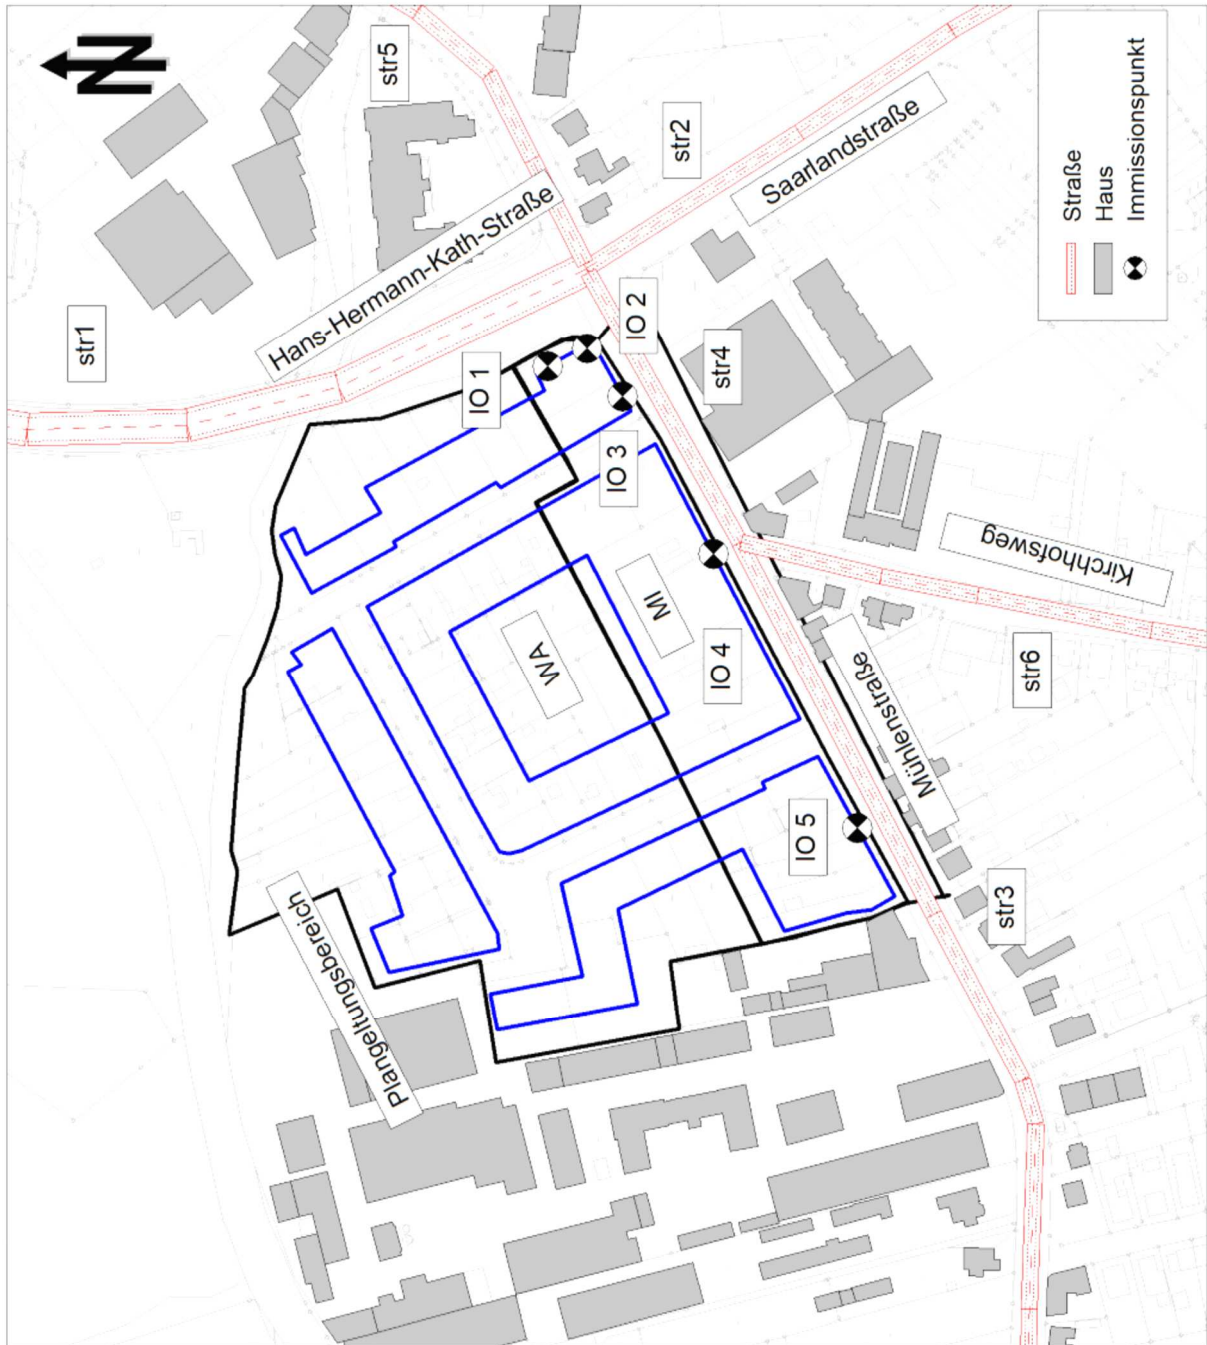 str1
N
Hans-Hermann-Kath-Straße
str5
Plangeltungsbereich
IO 1
WA
IO 3
IO 2
MI
str2
IO 4
str4
IO 5
Saarlandstraße
Mühlenstraße
str3
str6
Kirchhofsweg
Straße
Haus
Immissionspunkt